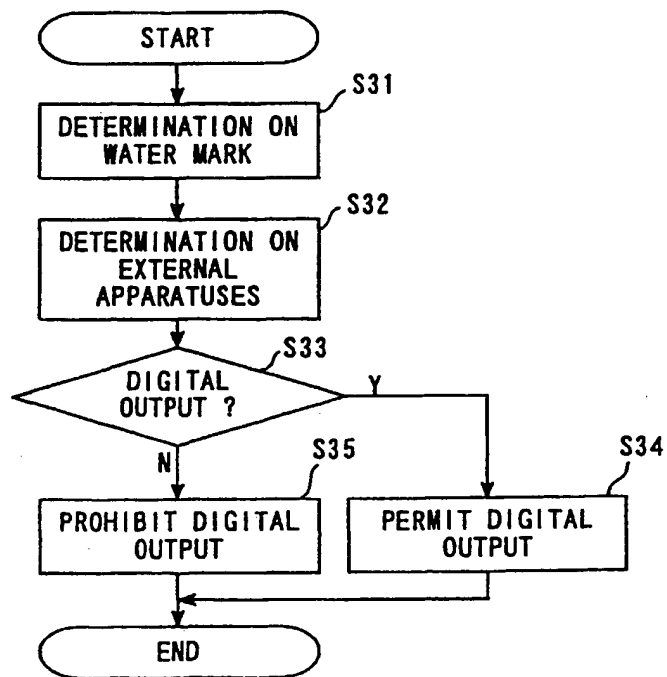 START
S31
DETERMINATION ON
WATER MARK
S32
DETERMINATION ON
EXTERNAL
APPARATUSES
S33
DIGITAL
OUTPUT ?
Y
N
S35
S34
PROHIBIT DIGITAL
OUTPUT
PERMIT DIGITAL
OUTPUT
END